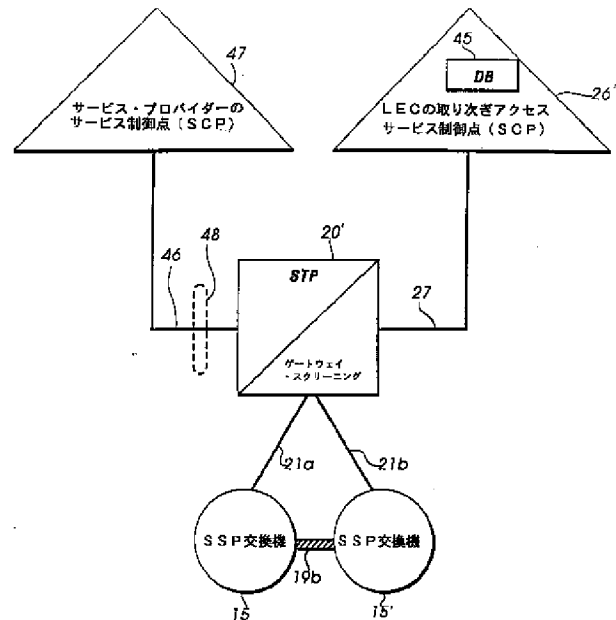 47
サービス・プロバイダーの
サービス制御点(SCP)
45
DB
26'
LECの取り次ぎアクセス
サービス制御点(SCP)
48
46
20'
STP
ゲートウェイ
・スクリーニング
27
21a
21b
SSP交換機
SSP交換機
19b
15
15'